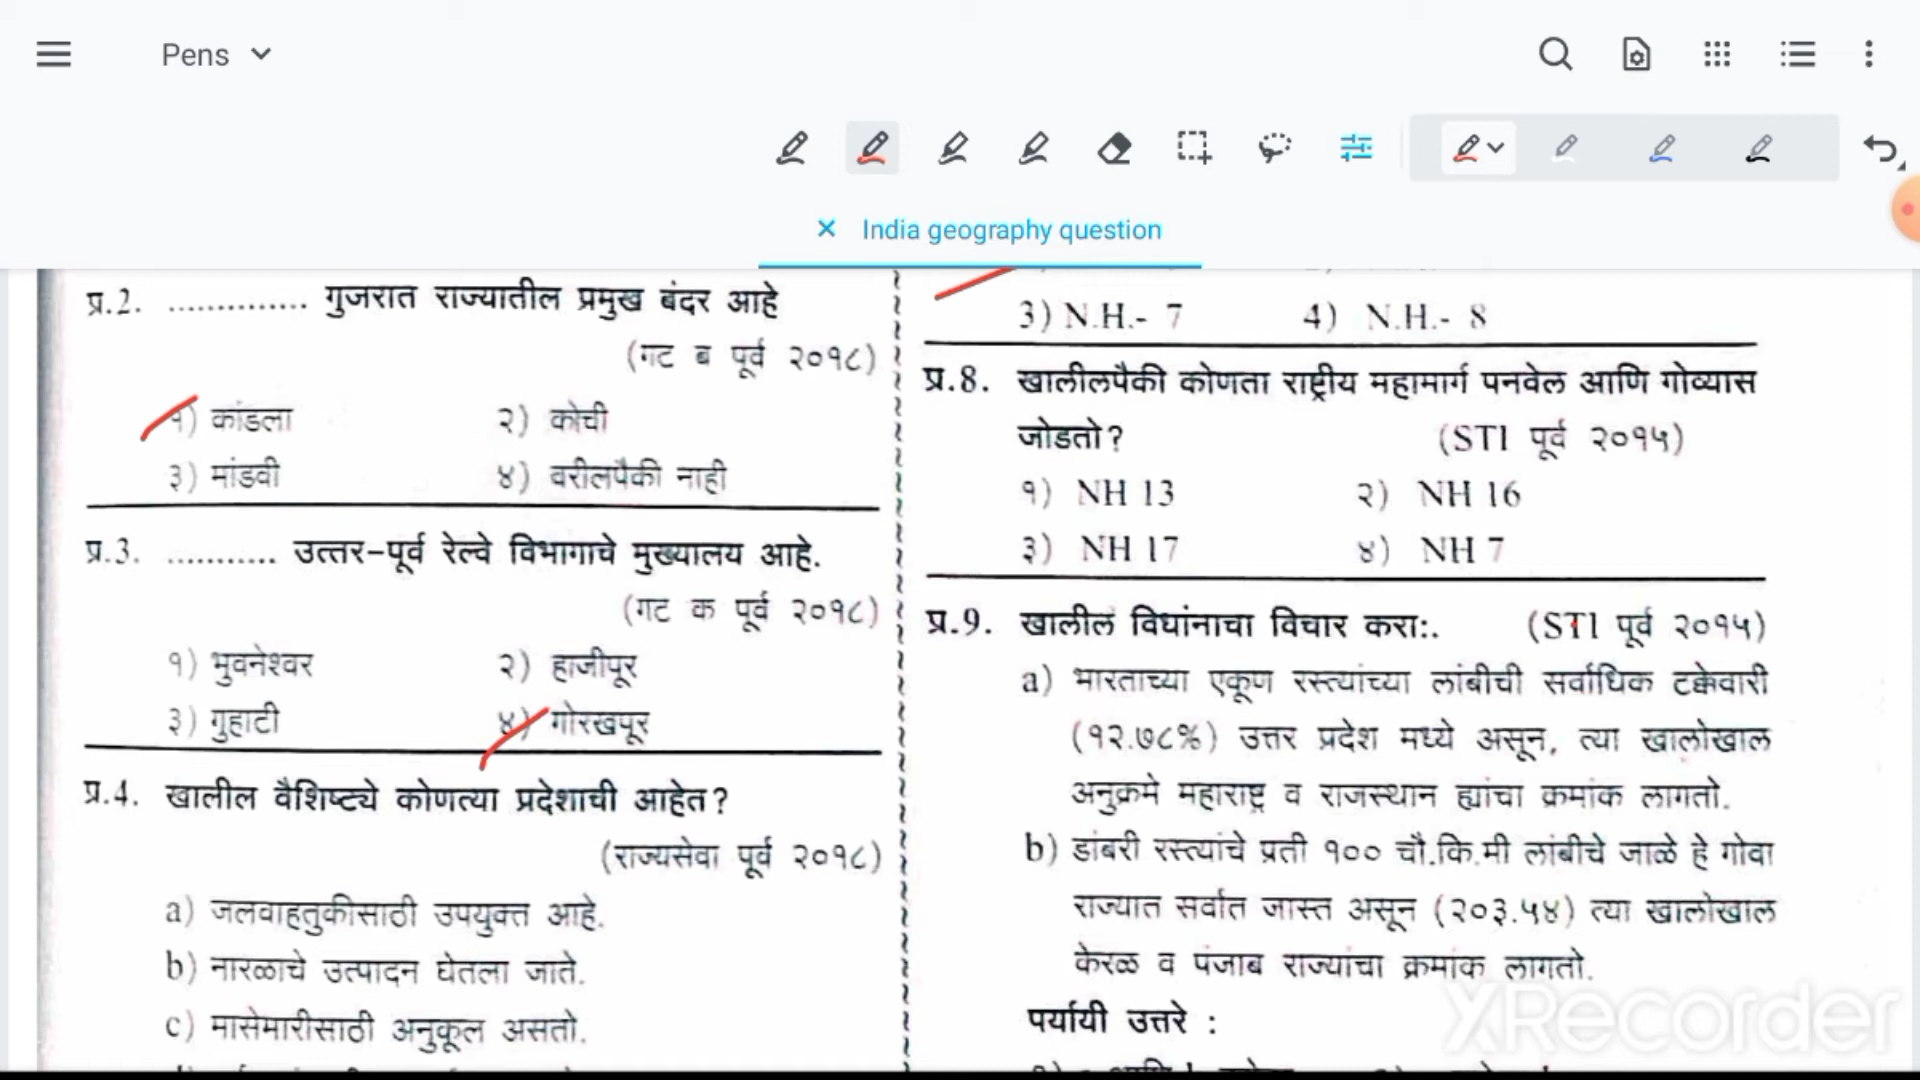 Pens
India geography question
प्र.2. .............. गुजरात राज्यातील प्रमुख बंदर आहे
(गट ब पूर्व २०१८)
१) कांडला २) कोची
३) मांडवी ४) वरीलपैकी नाही
प्र.3. ........... उत्तर-पूर्व रेल्वे विभागाचे मुख्यालय आहे.
(गट क पूर्व २०१८)
१) भुवनेश्वर २) हाजीपूर
३) गुहाटी ४) गोरखपूर
प्र.4. खालील वैशिष्ट्ये कोणत्या प्रदेशाची आहेत?
(राज्यसेवा पूर्व २०१८)
a) जलवाहतुकीसाठी उपयुक्त आहे.
b) नारळाचे उत्पादन घेतला जाते.
c) मासेमारीसाठी अनुकूल असतो.
3) N.H.- 7 4) N.H.- 8
प्र.8. खालीलपैकी कोणता राष्ट्रीय महामार्ग पनवेल आणि गोव्यास
जोडतो? (STI पूर्व २०१५)
१) NH 13 २) NH 16
३) NH 17 ४) NH 7
प्र.9. खालील विधांनाचा विचार करा:. (STI पूर्व २०१५)
a) भारताच्या एकूण रस्त्यांच्या लांबीची सर्वाधिक टक्केवारी
(१२.७८%) उत्तर प्रदेश मध्ये असून, त्या खालोखाल
अनुक्रमे महाराष्ट्र व राजस्थान ह्यांचा क्रमांक लागतो.
b) डांबरी रस्त्यांचे प्रती १०० चौ.कि.मी लांबीचे जाळे हे गोवा
राज्यात सर्वात जास्त असून (२०३.५४) त्या खालोखाल
केरळ व पंजाब राज्यांचा क्रमांक लागतो.
पर्यायी उत्तरे :
XRecorder